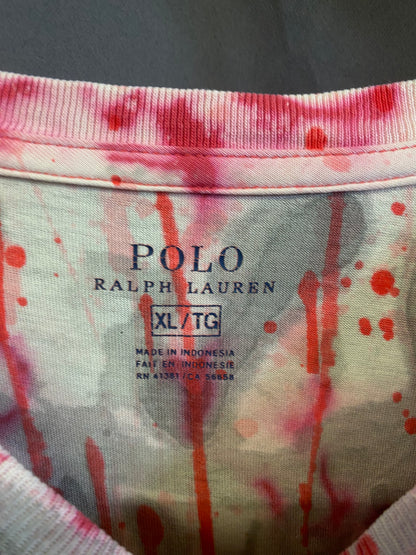 POLO
RALPH LAUREN
XL/TG
MADE IN INDONESIA
FAIT EN INDONESIE
RN 41381/CA 56658